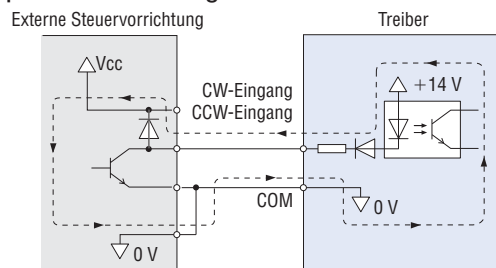 Externe Steuervorrichtung
Treiber
Vcc
CW-Eingang
CCW-Eingang
+14 V
COM
0 V
0 V